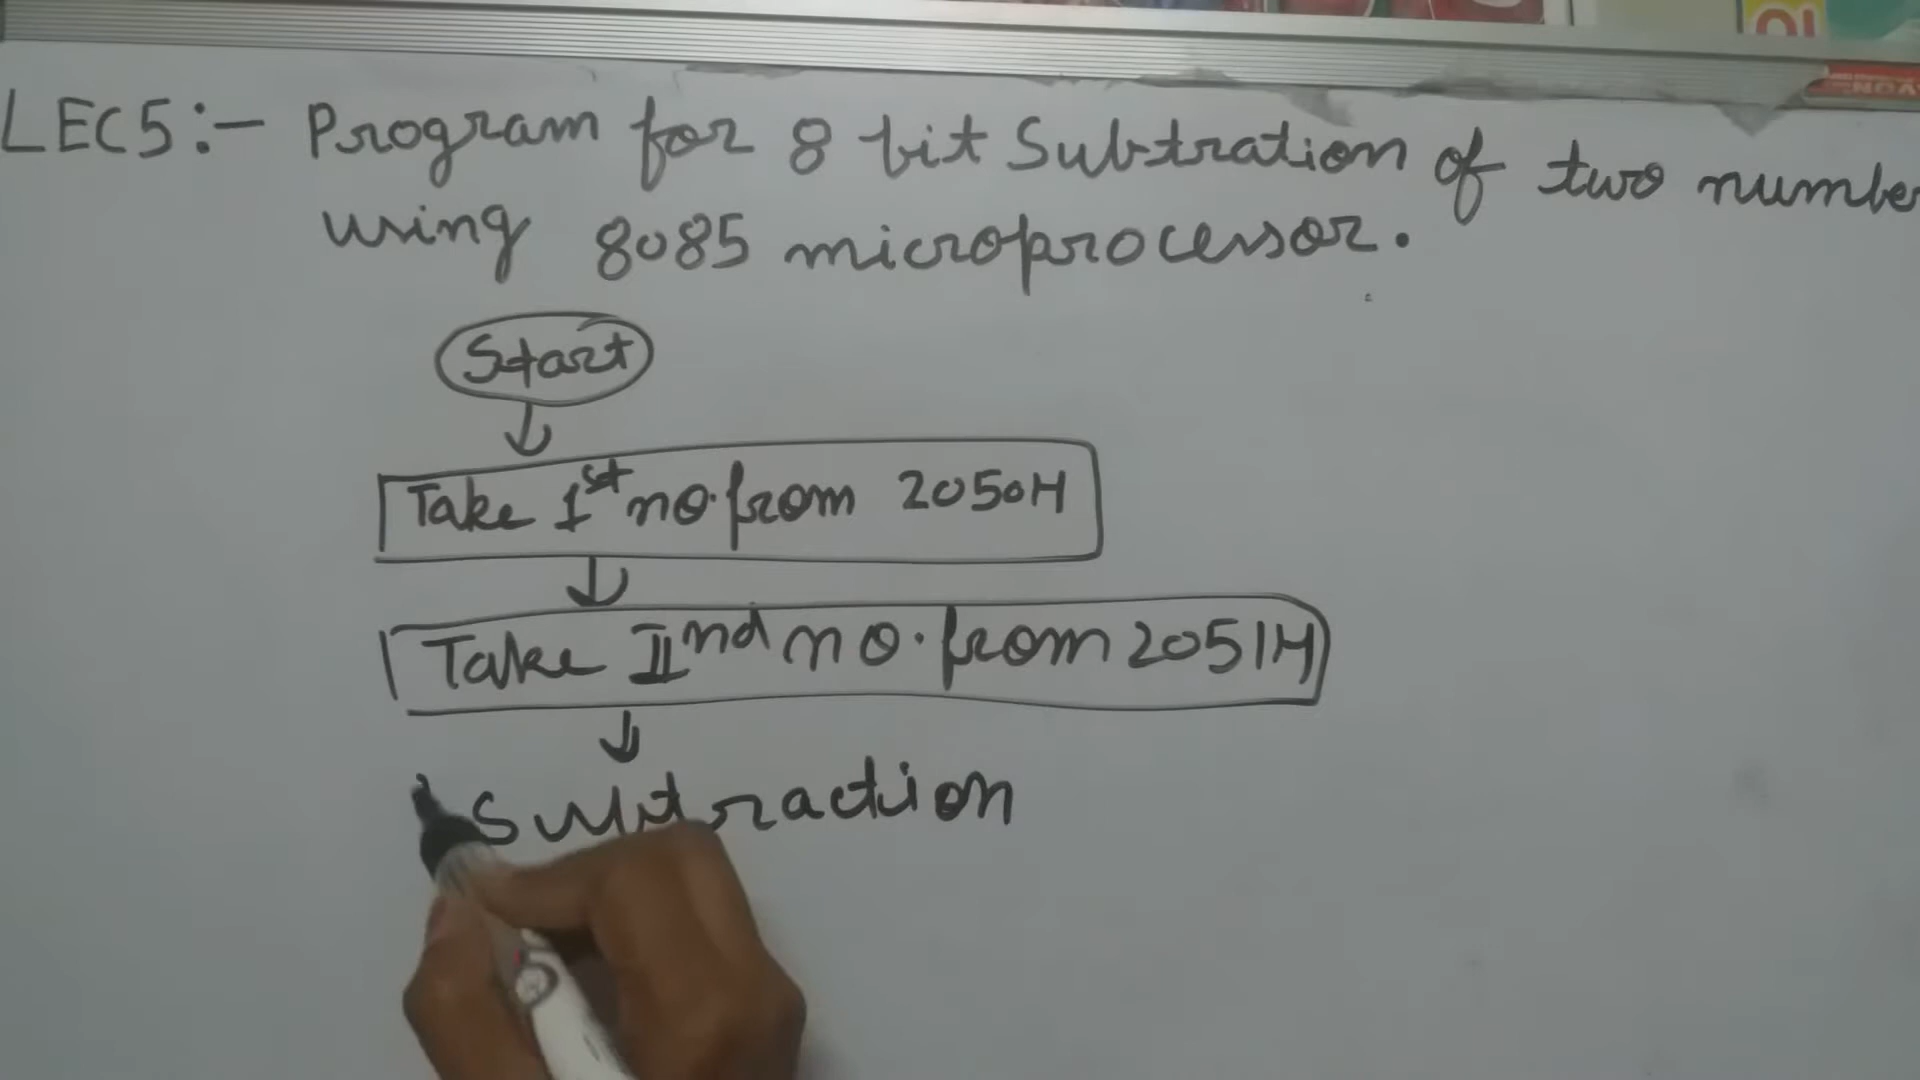 LEC5:- Program for 8 bit Subtration of two number
using 8085 microprocessor.
Start
Take 1st no. from 2050H
Take IInd no. from 2051H
Subtraction